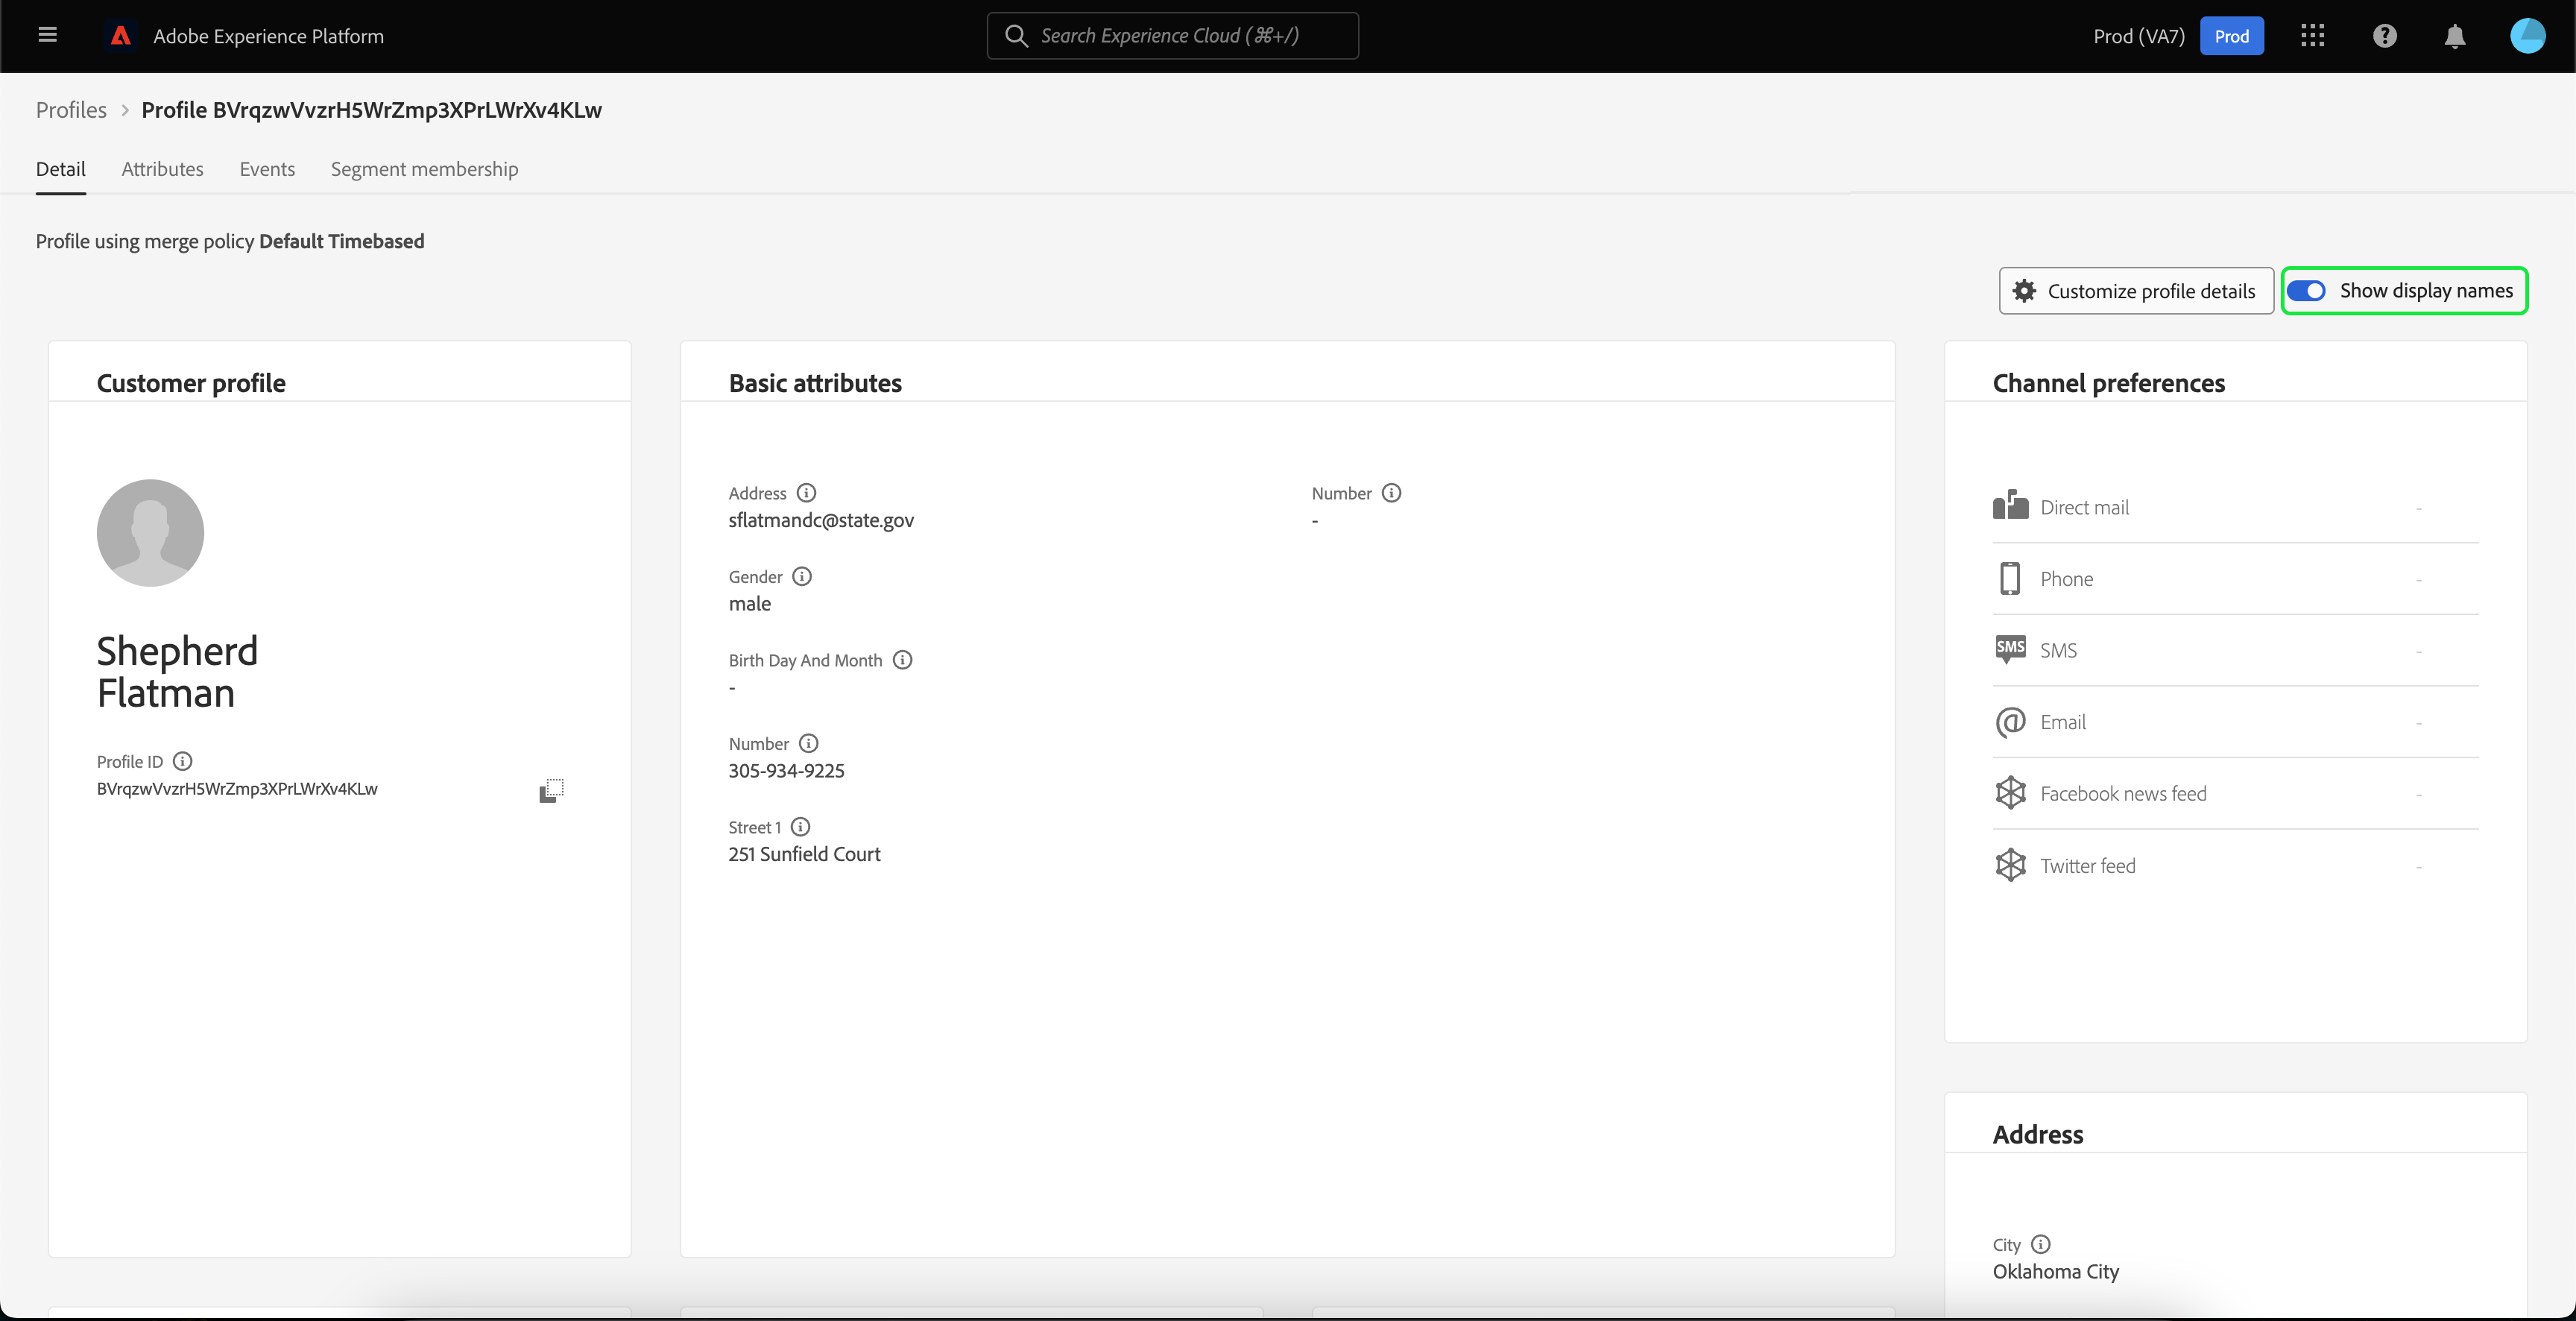 Adobe Experience Platform
Search Experience Cloud (⌘+/)
Prod (VA7)
Prod
Profiles > Profile BVrqzwVvzrH5WrZmp3XPrLWrXv4KLw
Detail
Attributes
Events
Segment membership
Profile using merge policy Default Timebased
Customize profile details
Show display names
Customer profile
Shepherd
Flatman
Profile ID
BVrqzwVvzrH5WrZmp3XPrLWrXv4KLw
Basic attributes
Address
sflatmandc@state.gov
Gender
male
Birth Day And Month
-
Number
305-934-9225
Street 1
251 Sunfield Court
Number
-
Channel preferences
Direct mail -
Phone -
SMS SMS -
Email -
Facebook news feed -
Twitter feed -
Address
City
Oklahoma City